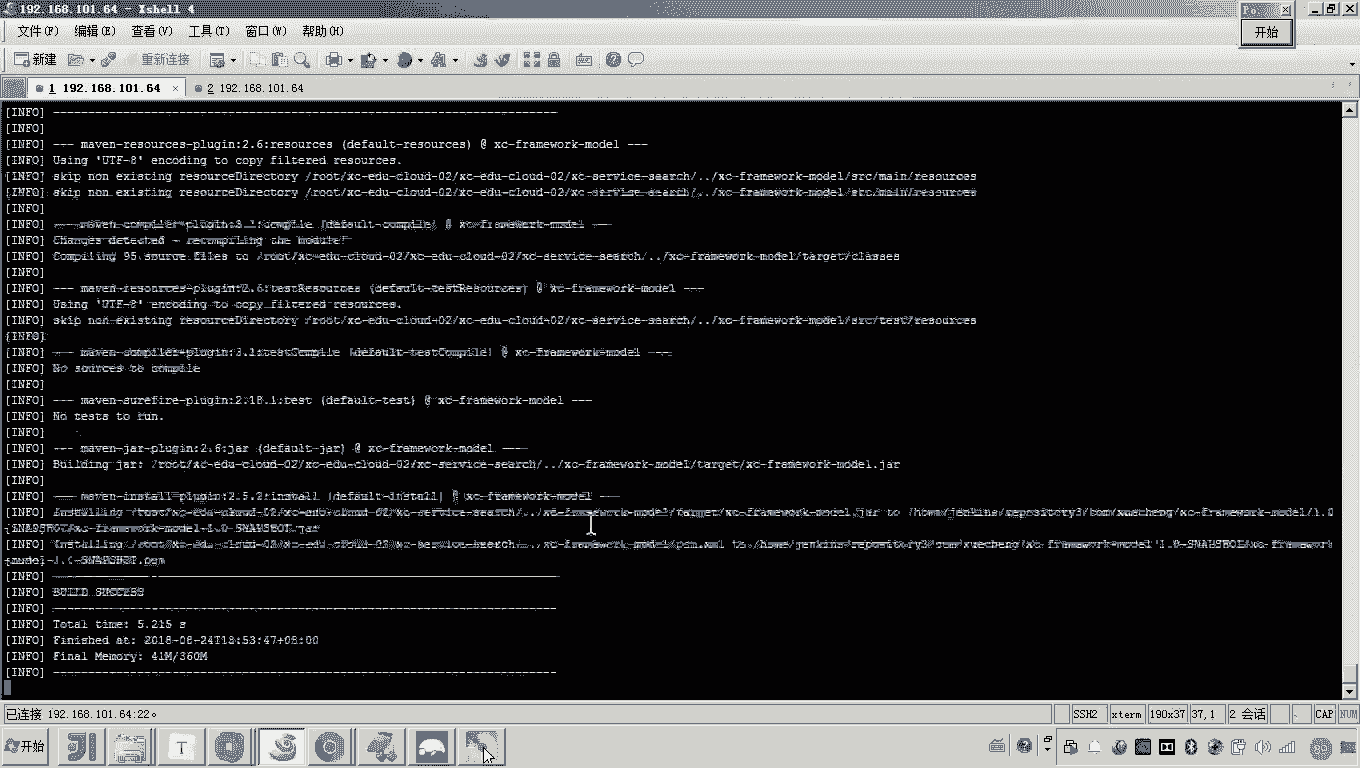 192.168.101.64 - Xshell 4
文件(F) 编辑(E) 查看(V) 工具(T) 窗口(W) 帮助(H)
开始
新建 重新连接
1 192.168.101.64 × 2 192.168.101.64
[INFO] ------------------------------------------------------------------------
[INFO]
[INFO] --- maven-resources-plugin:2.6:resources (default-resources) @ xc-framework-model ---
[INFO] Using 'UTF-8' encoding to copy filtered resources.
[INFO] skip non existing resourceDirectory /root/xc-edu-cloud-02/xc-edu-cloud-02/xc-service-search/../xc-framework-model/src/main/resources
[INFO] skip non existing resourceDirectory /root/xc-edu-cloud-02/xc-edu-cloud-02/xc-service-search/../xc-framework-model/src/main/resources
[INFO]
[INFO] --- maven-compiler-plugin:3.1:compile (default-compile) @ xc-framework-model ---
[INFO] Changes detected - recompiling the module!
[INFO] Compiling 95 source files to /root/xc-edu-cloud-02/xc-edu-cloud-02/xc-service-search/../xc-framework-model/target/classes
[INFO]
[INFO] --- maven-resources-plugin:2.6:testResources (default-testResources) @ xc-framework-model ---
[INFO] Using 'UTF-8' encoding to copy filtered resources.
[INFO] skip non existing resourceDirectory /root/xc-edu-cloud-02/xc-edu-cloud-02/xc-service-search/../xc-framework-model/src/test/resources
[INFO]
[INFO] --- maven-compiler-plugin:3.1:testCompile (default-testCompile) @ xc-framework-model ---
[INFO] No sources to compile
[INFO]
[INFO] --- maven-surefire-plugin:2.18.1:test (default-test) @ xc-framework-model ---
[INFO] No tests to run.
[INFO]
[INFO] --- maven-jar-plugin:2.6:jar (default-jar) @ xc-framework-model ---
[INFO] Building jar: /root/xc-edu-cloud-02/xc-edu-cloud-02/xc-service-search/../xc-framework-model/target/xc-framework-model.jar
[INFO]
[INFO] --- maven-install-plugin:2.5.2:install (default-install) @ xc-framework-model ---
[INFO] Installing /root/xc-edu-cloud-02/xc-edu-cloud-02/xc-service-search/../xc-framework-model/target/xc-framework-model.jar to /home/jenkins/repository3/com/xuecheng/xc-framework-model/1.0
-SNAPSHOT/xc-framework-model-1.0-SNAPSHOT.jar
[INFO] Installing /root/xc-edu-cloud-02/xc-edu-cloud-02/xc-service-search/../xc-framework-model/pom.xml to /home/jenkins/repository3/com/xuecheng/xc-framework-model/1.0-SNAPSHOT/xc-framework
-model-1.0-SNAPSHOT.pom
[INFO] ------------------------------------------------------------------------
[INFO] BUILD SUCCESS
[INFO] ------------------------------------------------------------------------
[INFO] Total time: 5.215 s
[INFO] Finished at: 2018-08-24T18:53:47+08:00
[INFO] Final Memory: 41M/360M
[INFO] ------------------------------------------------------------------------
已连接 192.168.101.64:22。 SSH2 xterm 190x37 37,1 2 会话 CAP NUM
开始